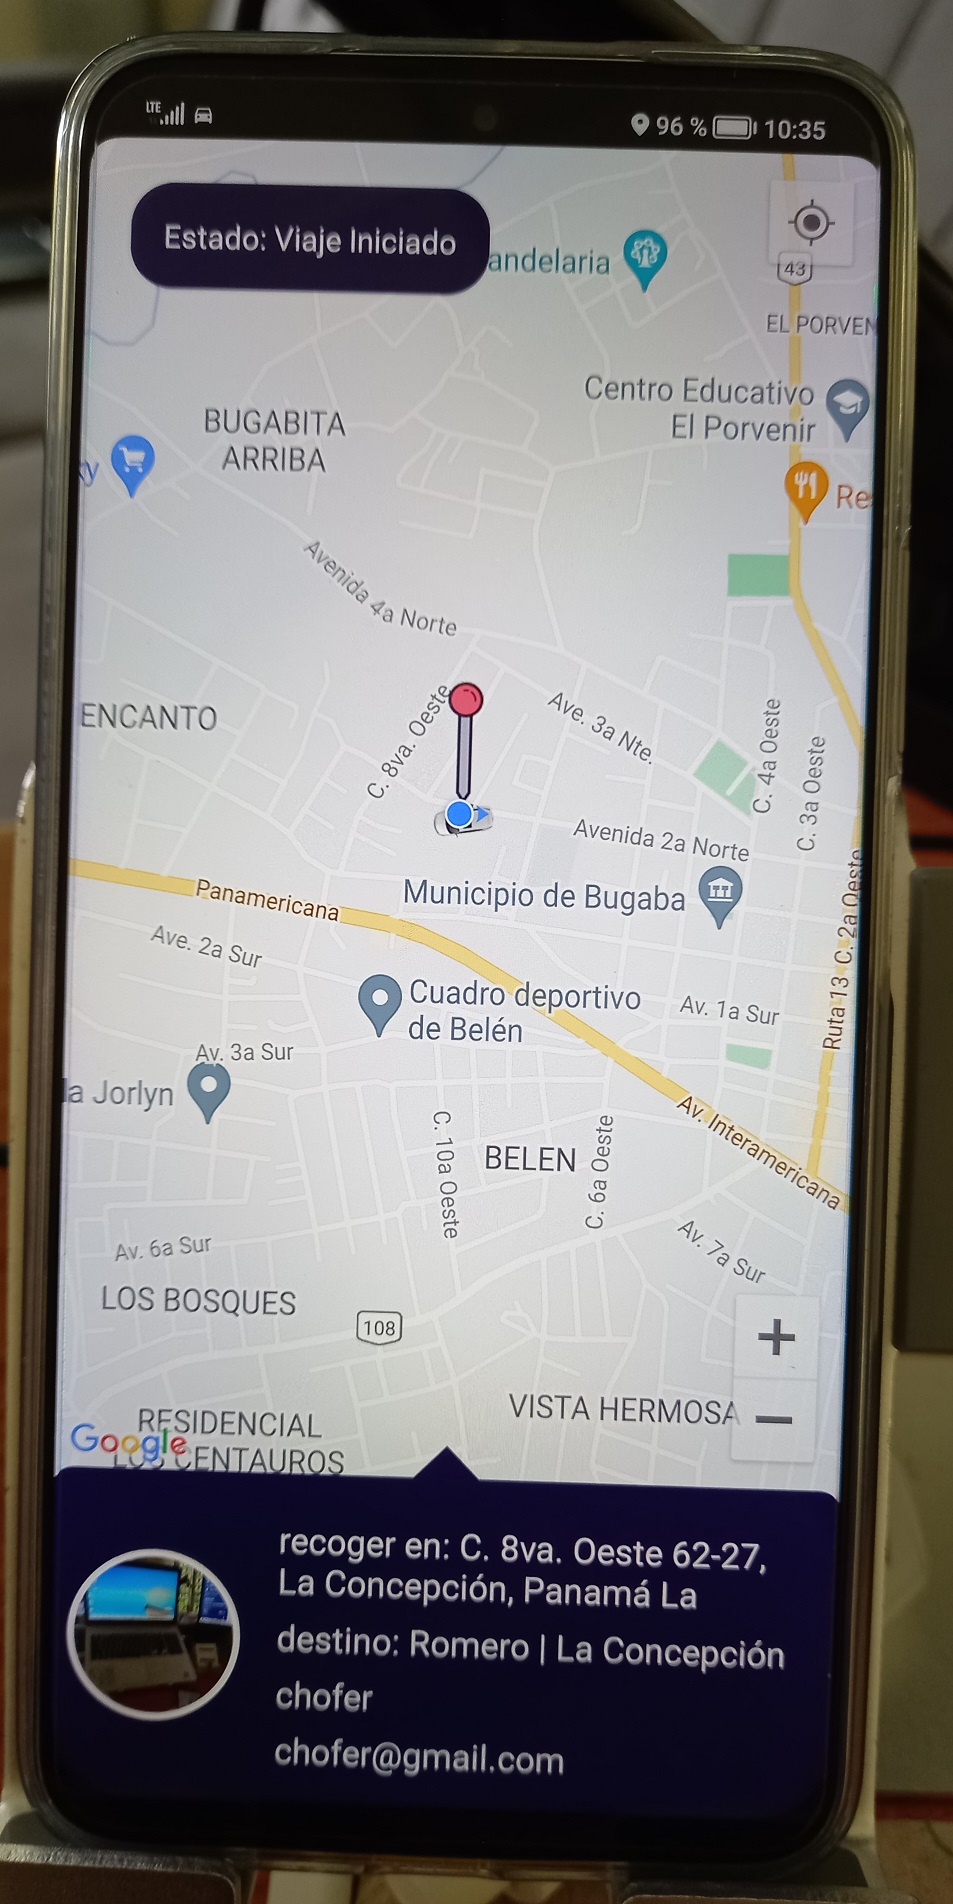 LTE
96 % 10:35
Estado: Viaje Iniciado
andelaria
43
EL PORVEN
Centro Educativo
El Porvenir
BUGABITA
ARRIBA
y
Re
Avenida 4a Norte
ENCANTO
C. 8va. Oeste
Ave. 3a Nte.
C. 4a Oeste
C. 3a Oeste
Avenida 2a Norte
Municipio de Bugaba
Panamericana
Ave. 2a Sur
Ruta 13 C. 2a Oeste
Cuadro deportivo
de Belén
Av. 1a Sur
Av. 3a Sur
la Jorlyn
Av. Interamericana
C. 10a Oeste
BELEN
C. 6a Oeste
Av. 7a Sur
Av. 6a Sur
LOS BOSQUES
108
+
VISTA HERMOSA
−
RESIDENCIAL
Google
LOS CENTAUROS
recoger en: C. 8va. Oeste 62-27,
La Concepción, Panamá La
destino: Romero | La Concepción
chofer
chofer@gmail.com